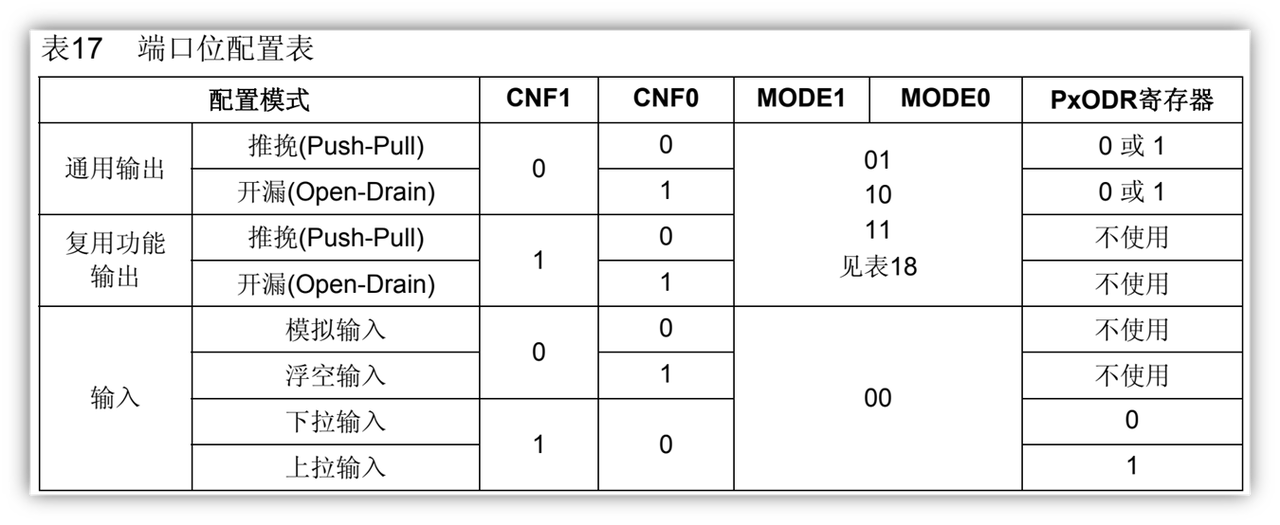 表17 端口位配置表
配置模式 CNF1 CNF0 MODE1 MODE0 PxODR寄存器
通用输出 推挽(Push-Pull) 0 0 01 0 或 1
开漏(Open-Drain) 1 10 0 或 1
复用功能
输出 推挽(Push-Pull) 1 0 11 不使用
开漏(Open-Drain) 1 见表18 不使用
输入 模拟输入 0 0 00 不使用
浮空输入 1 不使用
下拉输入 1 0 0
上拉输入 1